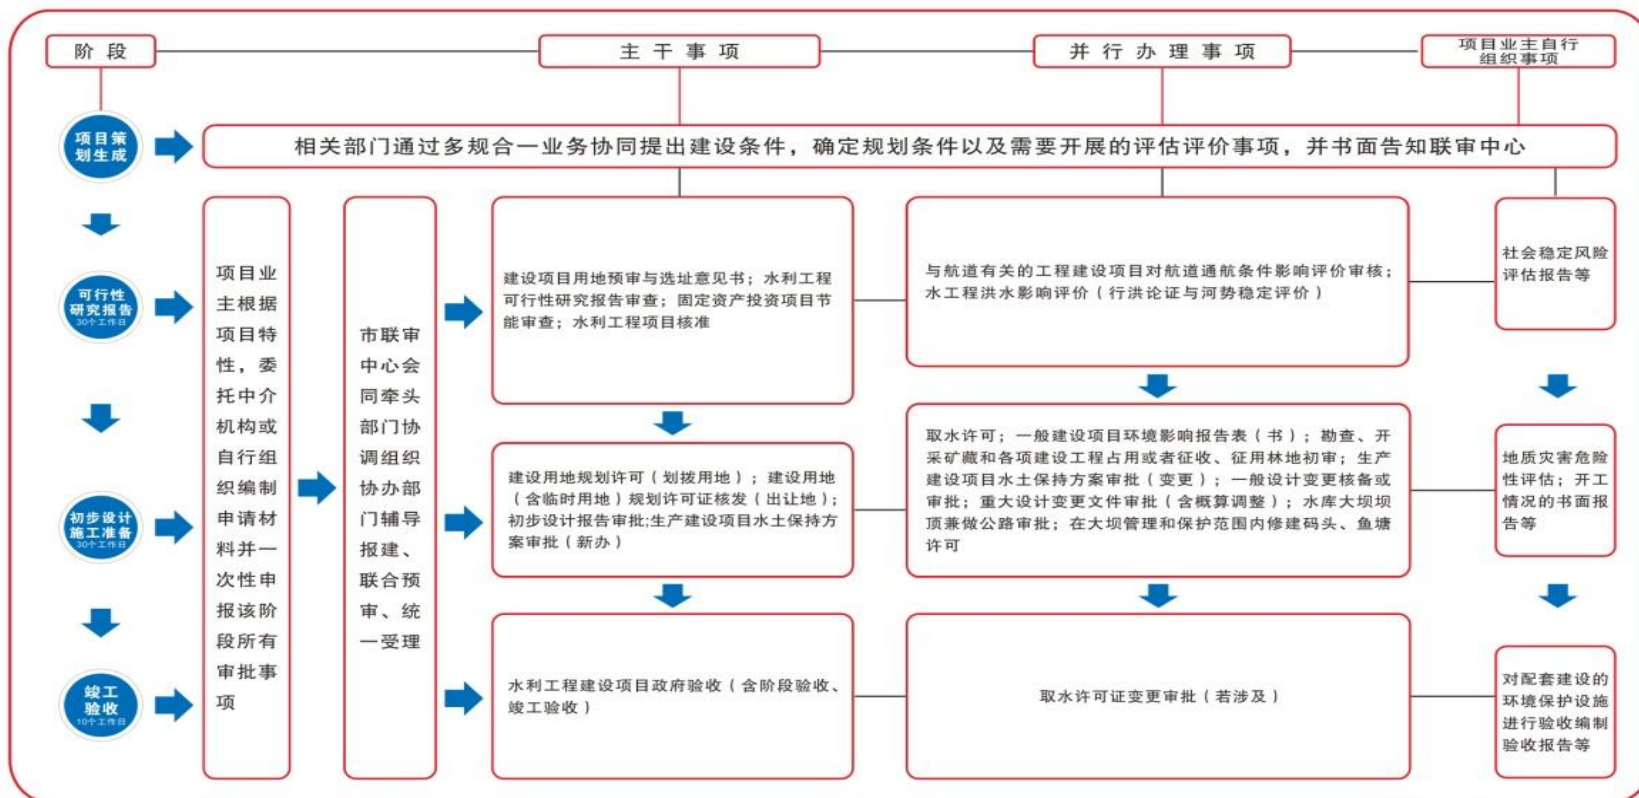 阶段
主干事项
并行办理事项
项目业主自行
组织事项
项目策
划生成
相关部门通过多规合一业务协同提出建设条件，确定规划条件以及需要开展的评估评价事项，并书面告知联审中心
可行性
研究报告
30个工作日
初步设计
施工准备
30个工作日
竣工
验收
10个工作日
项目业
主根据
项目特
性，委
托中介
机构或
自行组
织编制
申请材
料并一
次性申
报该阶
段所有
审批事
项
市联审
中心会
同牵头
部门协
调组织
协办部
门辅导
报建、
联合预
审、统
一受理
建设项目用地预审与选址意见书；水利工程
可行性研究报告审查；固定资产投资项目节
能审查；水利工程项目核准
与航道有关的工程建设项目对航道通航条件影响评价审核；
水工程洪水影响评价（行洪论证与河势稳定评价）
社会稳定风险
评估报告等
建设用地规划许可（划拨用地）；建设用地
（含临时用地）规划许可证核发（出让地）；
初步设计报告审批;生产建设项目水土保持方
案审批（新办）
取水许可；一般建设项目环境影响报告表（书）；勘查、开
采矿藏和各项建设工程占用或者征收、征用林地初审；生产
建设项目水土保持方案审批（变更）；一般设计变更核备或
审批；重大设计变更文件审批（含概算调整）；水库大坝坝
顶兼做公路审批；在大坝管理和保护范围内修建码头、鱼塘
许可
地质灾害危险
性评估；开工
情况的书面报
告等
水利工程建设项目政府验收（含阶段验收、
竣工验收）
取水许可证变更审批（若涉及）
对配套建设的
环境保护设施
进行验收编制
验收报告等